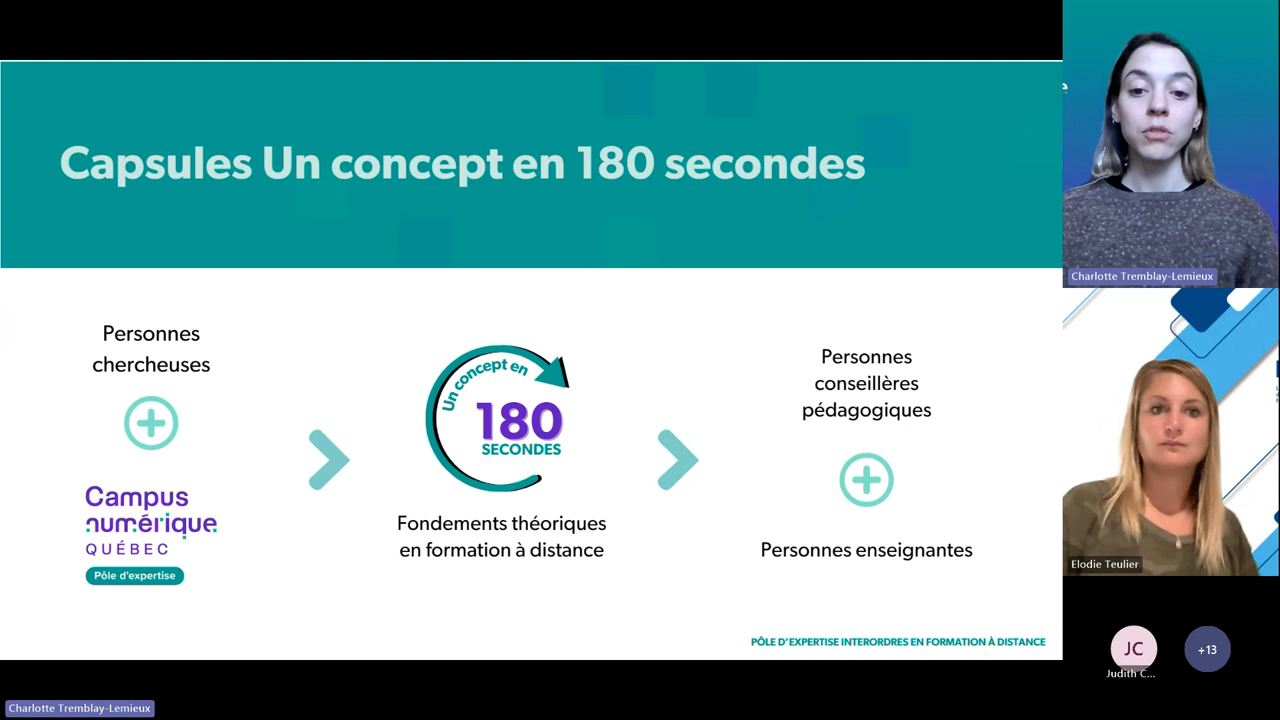 Capsules Un concept en 180 secondes
Personnes
chercheuses
Campus
numérique
QUÉBEC
Pôle d'expertise
Un concept en
180
SECONDES
Fondements théoriques
en formation à distance
Personnes
conseillères
pédagogiques
Personnes enseignantes
PÔLE D'EXPERTISE INTERORDRES EN FORMATION À DISTANCE
e
Charlotte Tremblay-Lemieux
Elodie Teulier
JC
Judith C...
+13
Charlotte Tremblay-Lemieux